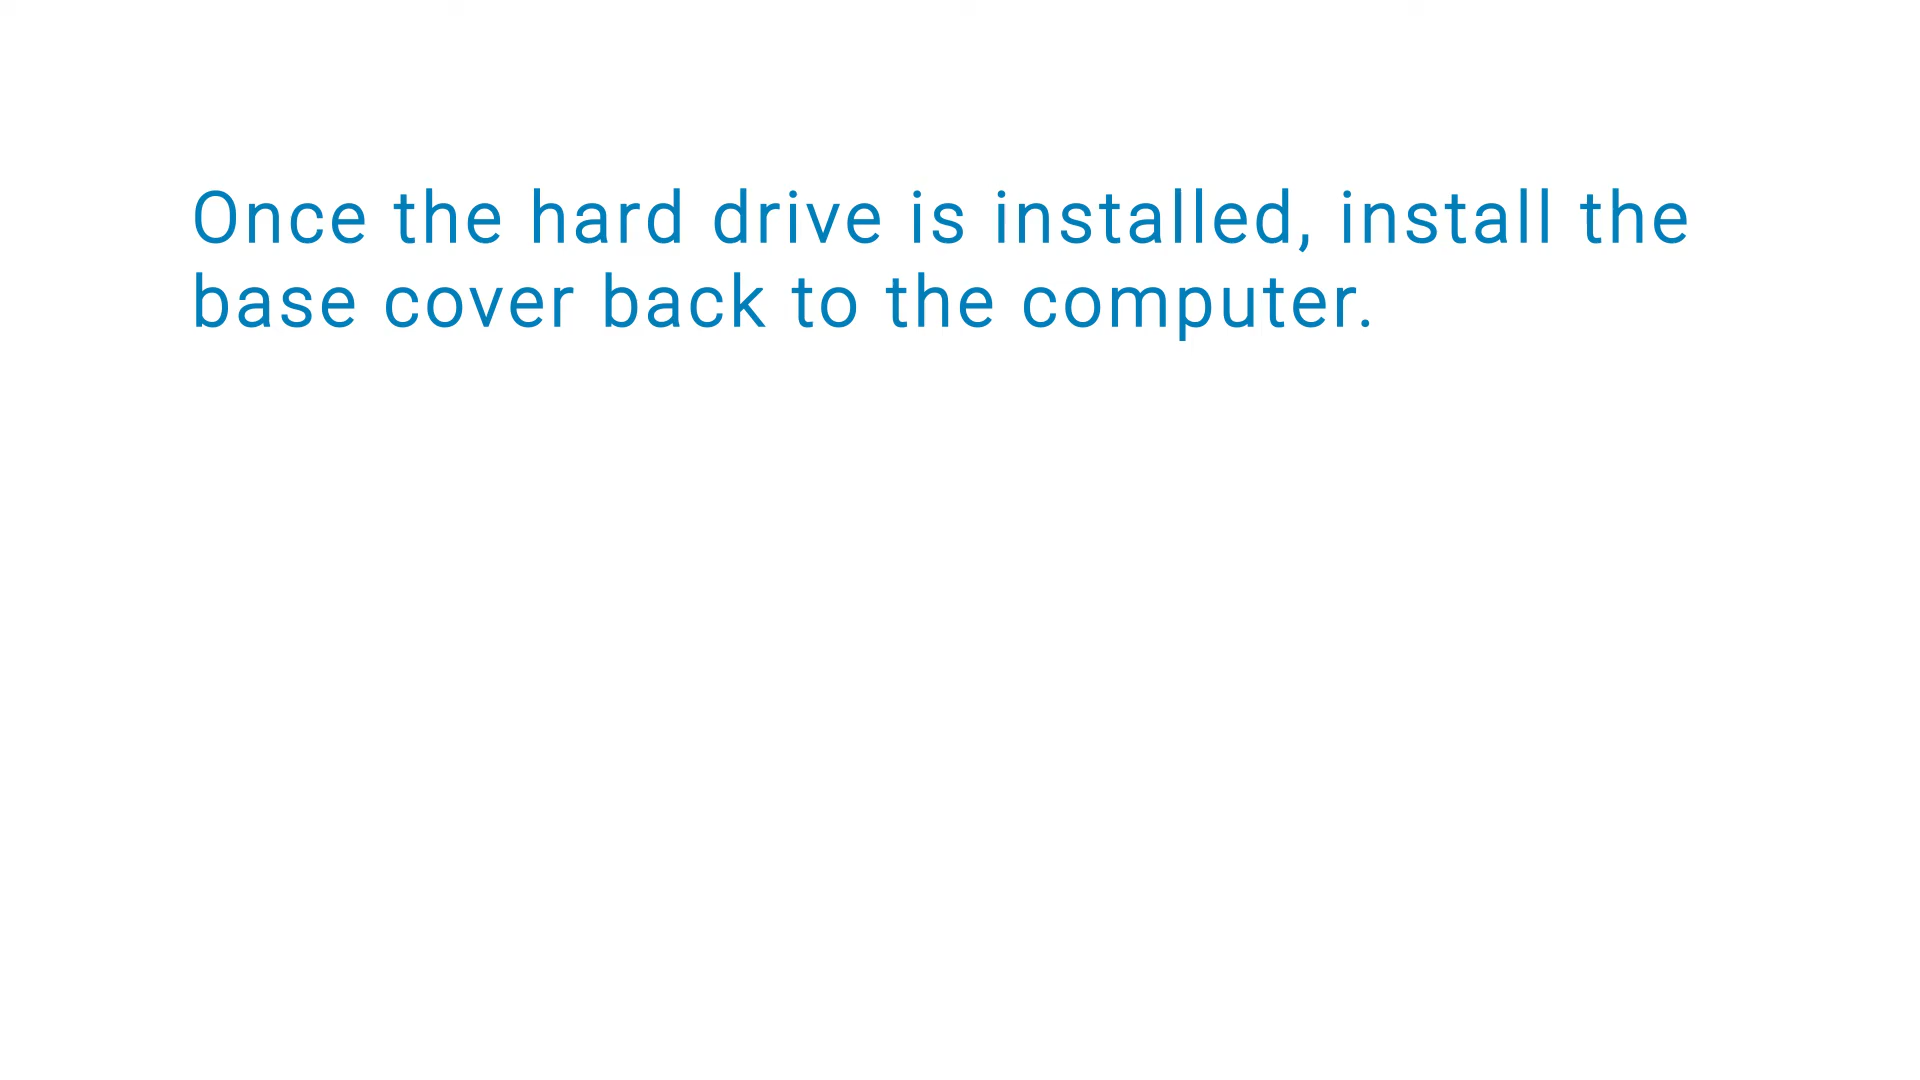 Once the hard drive is installed, install the
base cover back to the computer.